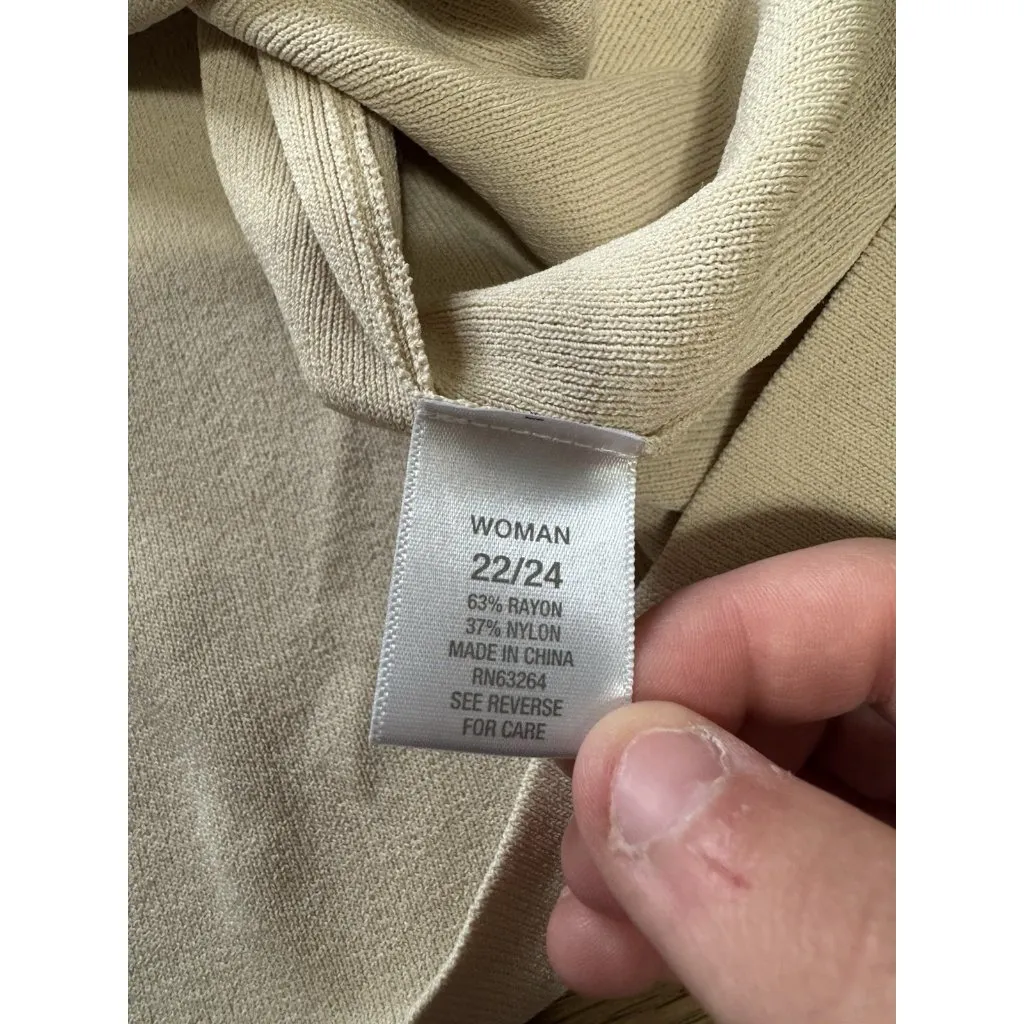 WOMAN
22/24
63% RAYON
37% NYLON
MADE IN CHINA
RN63264
SEE REVERSE
FOR CARE